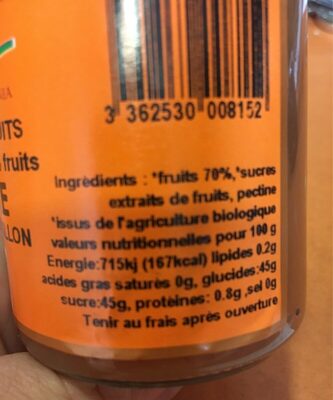 3 362530 008152
UITS
fruits
E
LLON
Ingrédients : *fruits 70%,*sucres
extraits de fruits, pectine
*issus de l'agriculture biologique
valeurs nutritionnelles pour 100 g
Energie:715kj (167kcal) lipides 0.2g
acides gras saturés 0g, glucides:45g
sucre:45g, protéines: 0.8g ,sel 0g
Tenir au frais après ouverture